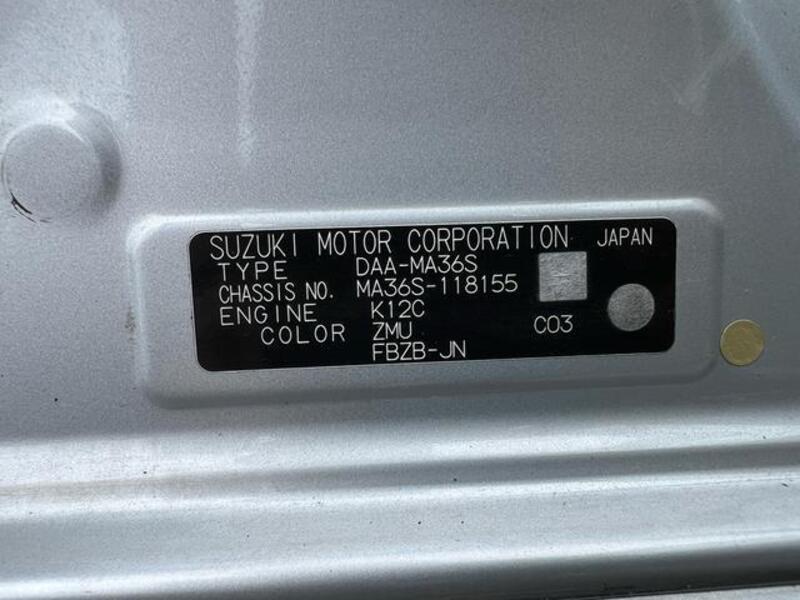 SUZUKI MOTOR CORPORATION JAPAN
TYPE DAA-MA36S
CHASSIS NO. MA36S-118155
ENGINE K12C
COLOR ZMU C03
FBZB-JN